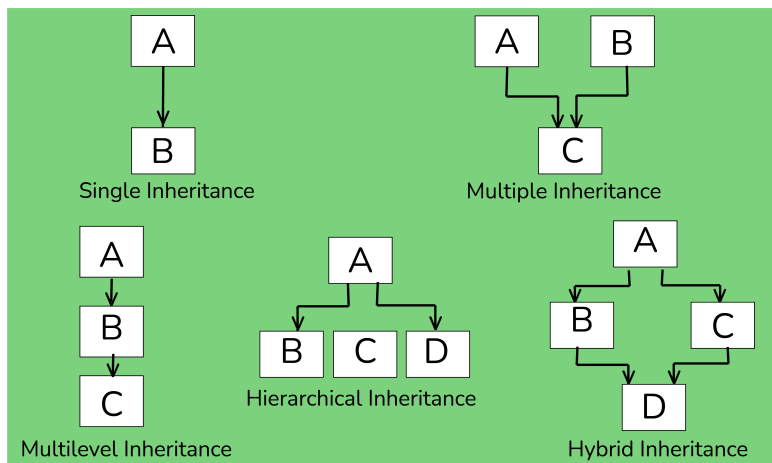 A
B
Single Inheritance
A B
C
Multiple Inheritance
A
B
C
Multilevel Inheritance
A
B C D
Hierarchical Inheritance
A
B C
D
Hybrid Inheritance